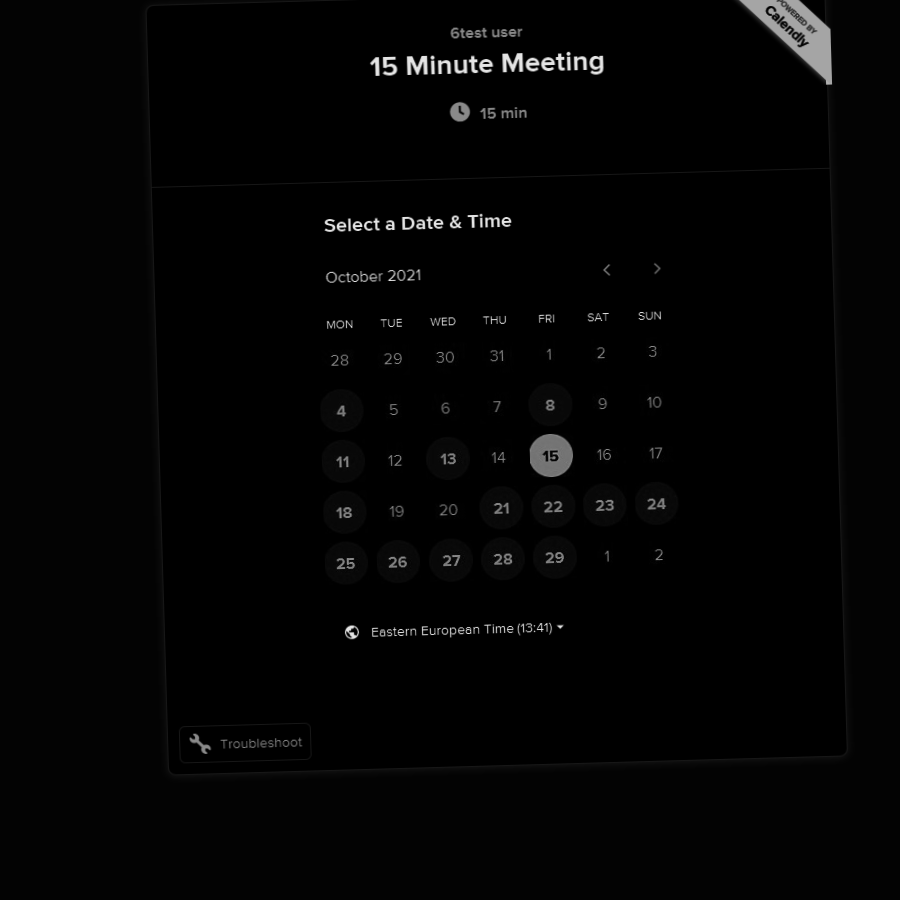 POWERED BY
Calendly
6test user
15 Minute Meeting
15 min
Select a Date & Time
October 2021
MON TUE WED THU FRI SAT SUN
28 29 30 31 1 2 3
4 5 6 7 8 9 10
11 12 13 14 15 16 17
18 19 20 21 22 23 24
25 26 27 28 29 1 2
Eastern European Time (13:41)
Troubleshoot